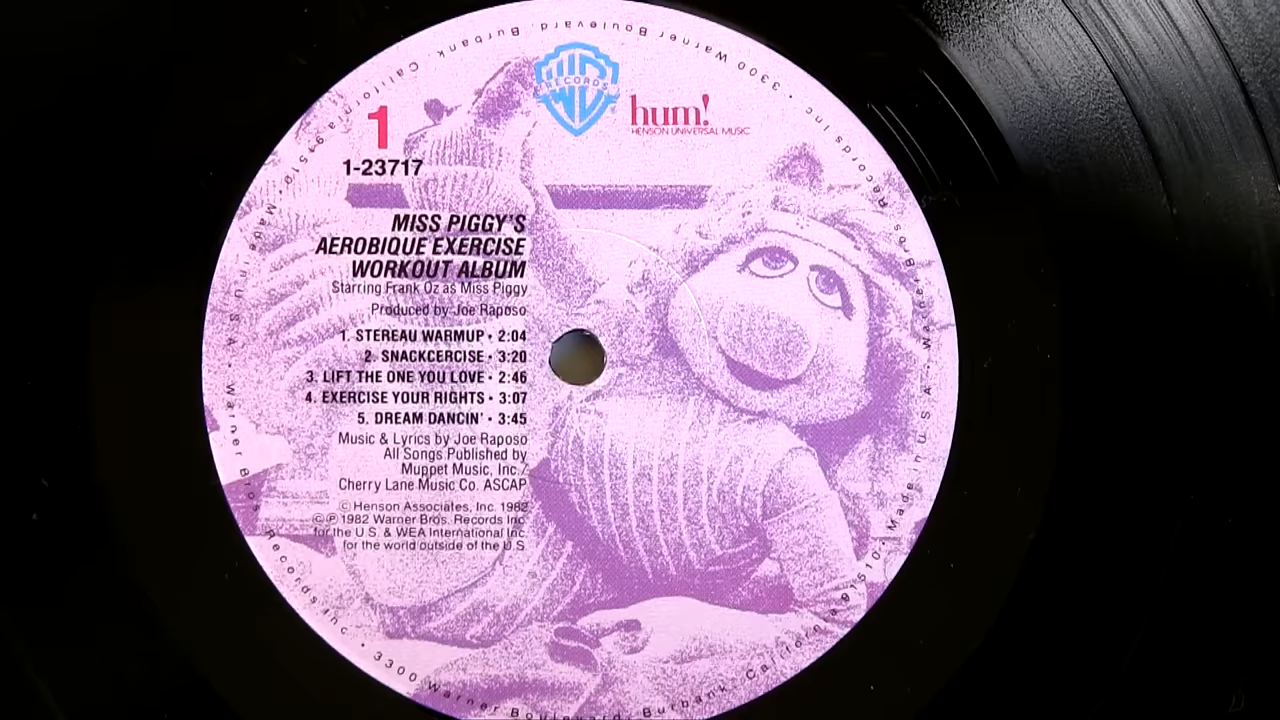 W
RECORDS
hum!
HENSON UNIVERSAL MUSIC
1
1-23717
MISS PIGGY'S
AEROBIQUE EXERCISE
WORKOUT ALBUM
Starring Frank Oz as Miss Piggy
Produced by Joe Raposo
1. STEREAU WARMUP • 2:04
2. SNACKCERCISE • 3:20
3. LIFT THE ONE YOU LOVE • 2:46
4. EXERCISE YOUR RIGHTS • 3:07
5. DREAM DANCIN' • 3:45
Music & Lyrics by Joe Raposo
All Songs Published by
Muppet Music, Inc./
Cherry Lane Music Co. ASCAP
© Henson Associates, Inc. 1982
©℗ 1982 Warner Bros. Records Inc.
for the U.S. & WEA International Inc.
for the world outside of the U.S.
Warner Bros. Records Inc. • 3300 Warner Boulevard, Burbank, California 91510 • Made in U S A •
Warner Bros. Records Inc. • 3300 Warner Boulevard, Burbank, California 91510 • Made in U S A •